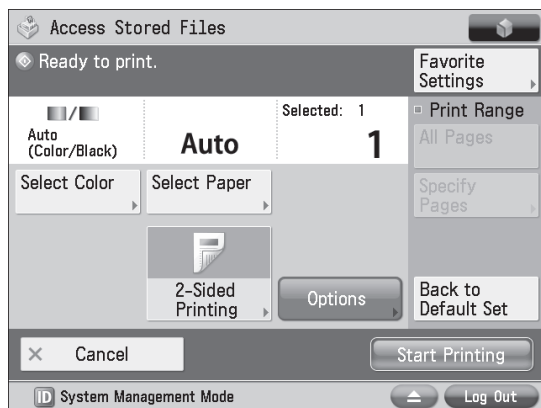 Access Stored Files
Ready to print.
Favorite
Settings
Auto
(Color/Black)
Auto
Selected: 1
1
Print Range
All Pages
Select Color
Select Paper
Specify
Pages
2-Sided
Printing
Options
Back to
Default Set
Cancel
Start Printing
ID System Management Mode
Log Out